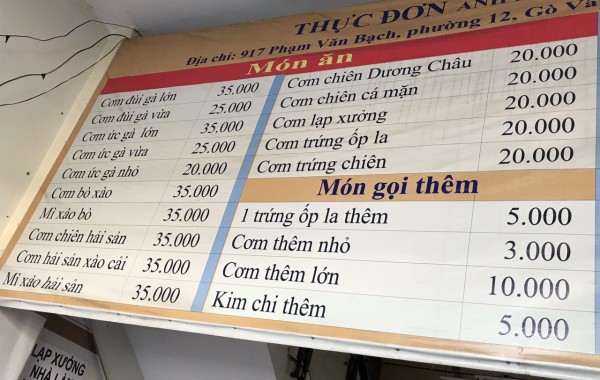 THỰC ĐƠN
Địa chỉ: 917 Phạm Văn Bạch, phường 12, Gò
Món ăn
Cơm đùi gà lớn 35.000
Cơm đùi gà vừa 25.000
Cơm ức gà lớn 35.000
Cơm ức gà vừa 25.000
Cơm ức gà nhỏ 20.000
Cơm bò xào 35.000
Mì xào bò 35.000
Cơm chiên hải sản 35.000
Cơm hải sản xào cải 35.000
Mì xào hải sản 35.000
Cơm chiên Dương Châu 20.000
Cơm chiên cá mặn 20.000
Cơm lạp xưởng 20.000
Cơm trứng ốp la 20.000
Cơm trứng chiên 20.000
Món gọi thêm
1 trứng ốp la thêm 5.000
Cơm thêm nhỏ 3.000
Cơm thêm lớn 10.000
Kim chi thêm 5.000
LẠP XƯỞNG
NHÀ LÀM